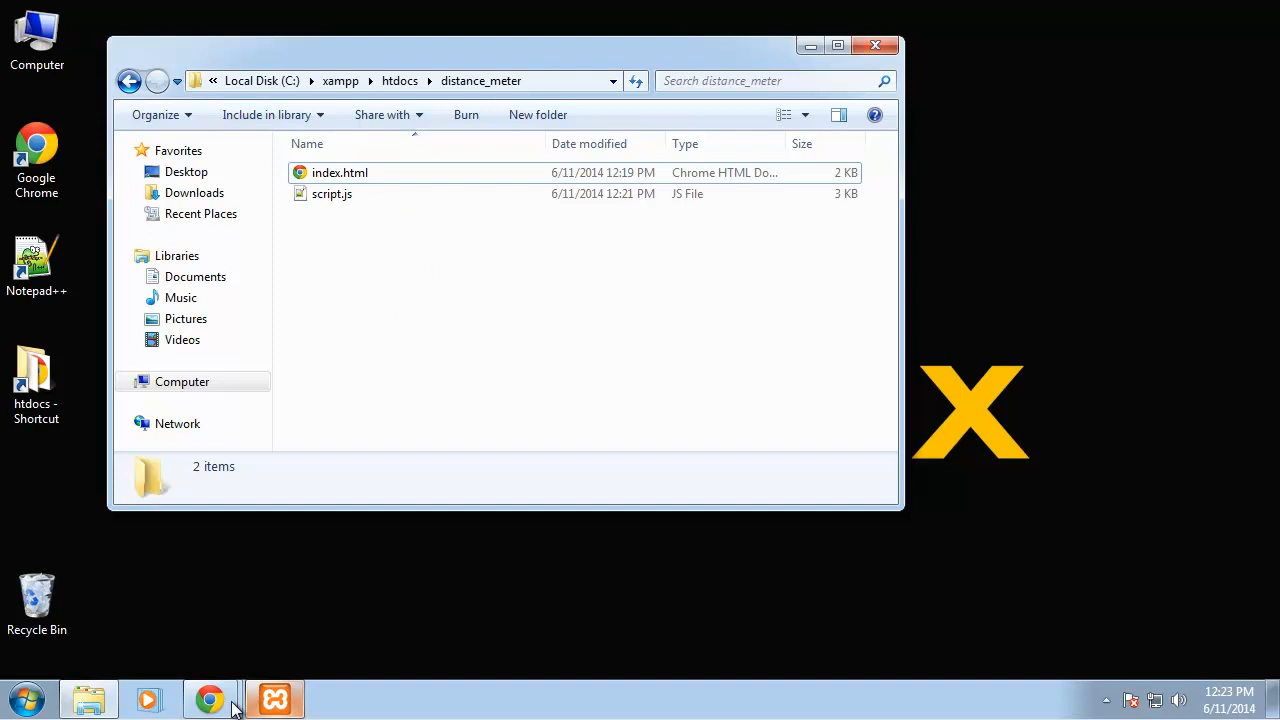 Computer
Google
Chrome
Notepad++
htdocs -
Shortcut
Recycle Bin
Local Disk (C:)
xampp
htdocs
distance_meter
Search distance_meter
Organize
Include in library
Share with
Burn
New folder
Favorites
Desktop
Downloads
Recent Places
Libraries
Documents
Music
Pictures
Videos
Computer
Network
Name Date modified Type Size
index.html 6/11/2014 12:19 PM Chrome HTML Do... 2 KB
script.js 6/11/2014 12:21 PM JS File 3 KB
2 items
x
12:23 PM
6/11/2014